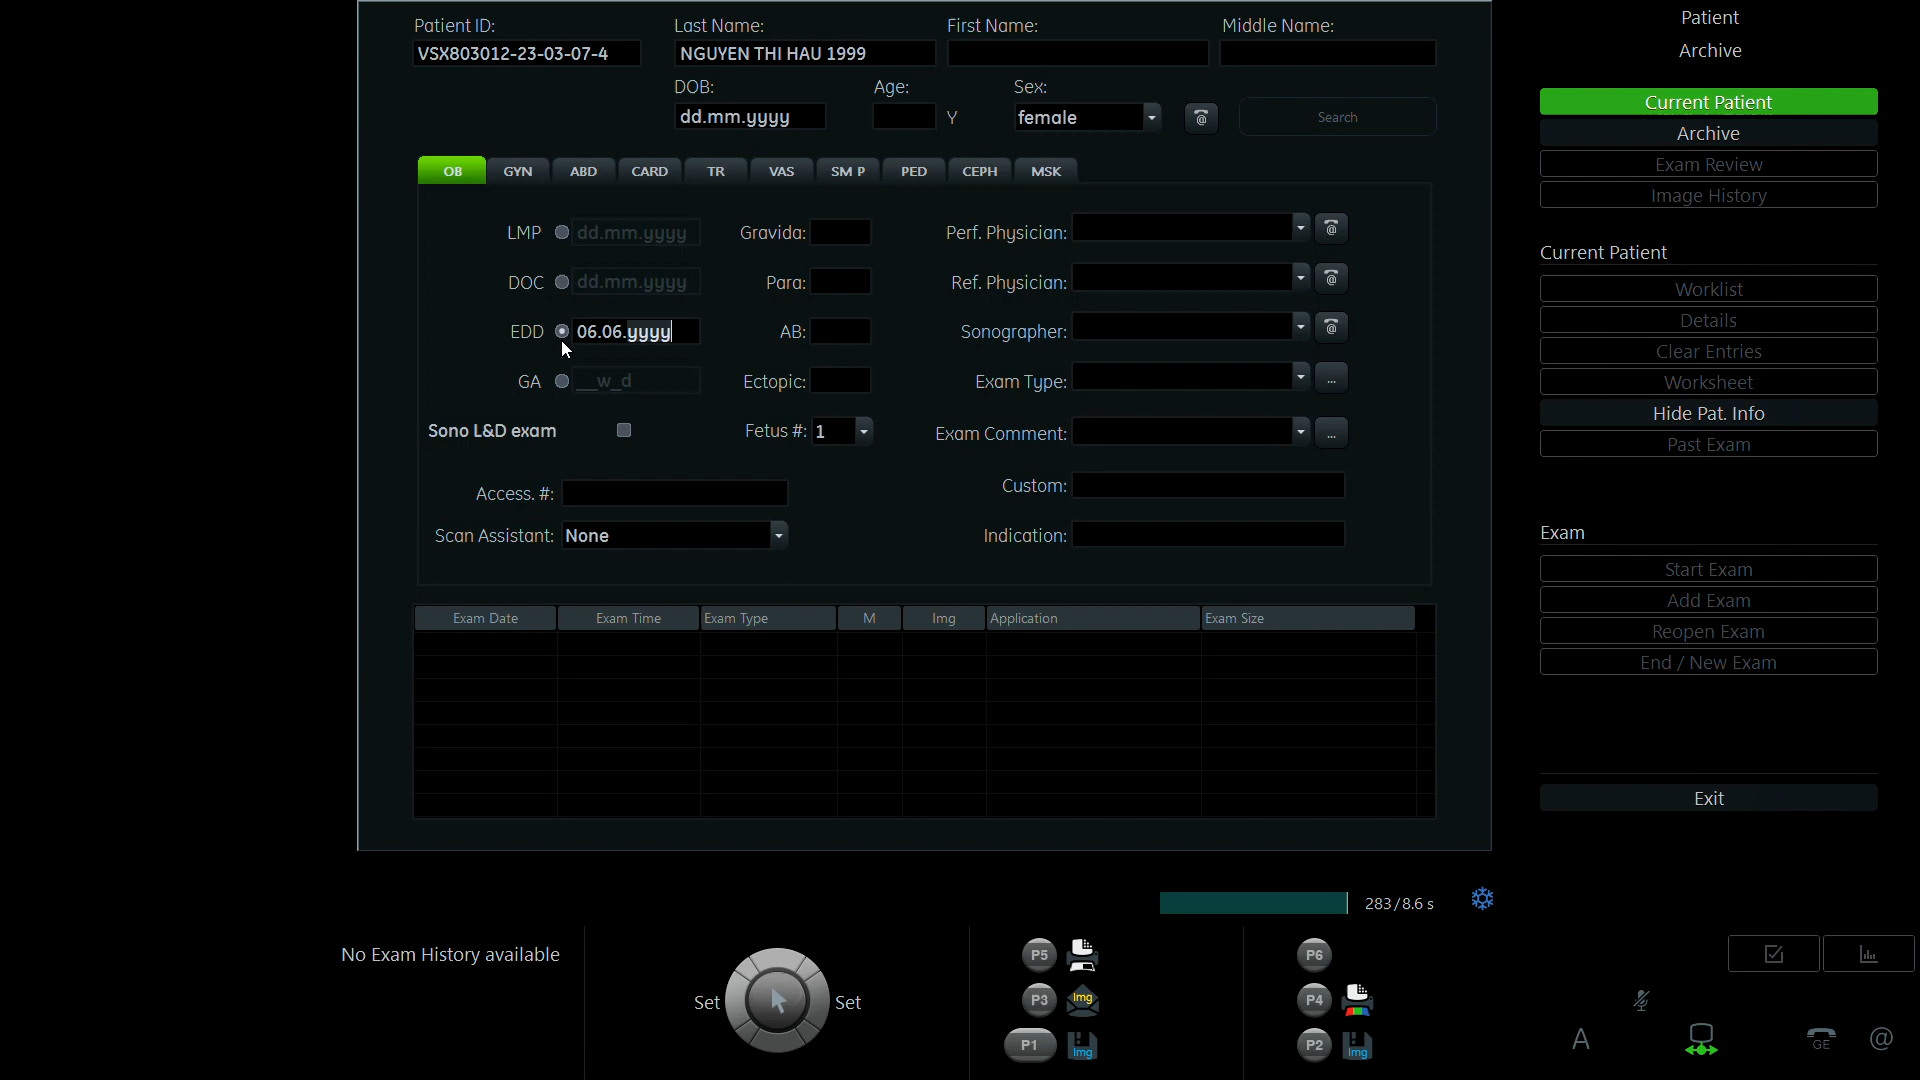 Patient ID: Last Name: First Name: Middle Name:
VSX803012-23-03-07-4 NGUYEN THI HAU 1999
DOB: Age: Sex:
dd.mm.yyyy Y female @ Search
OB GYN ABD CARD TR VAS SM P PED CEPH MSK
LMP dd.mm.yyyy Gravida: Perf. Physician: @
DOC dd.mm.yyyy Para: Ref. Physician: @
EDD 06.06.yyyy AB: Sonographer: @
GA __w_d Ectopic: Exam Type: ...
Sono L&D exam Fetus #: 1 Exam Comment: ...
Access. #: Custom:
Scan Assistant: None Indication:
Exam Date Exam Time Exam Type M Img Application Exam Size
Patient
Archive
Current Patient
Archive
Exam Review
Image History
Current Patient
Worklist
Details
Clear Entries
Worksheet
Hide Pat. Info
Past Exam
Exam
Start Exam
Add Exam
Reopen Exam
End / New Exam
Exit
283/8.6 s
No Exam History available
Set Set
P5
P3 Img
P1 Img
P6
P4
P2 Img
A GE @